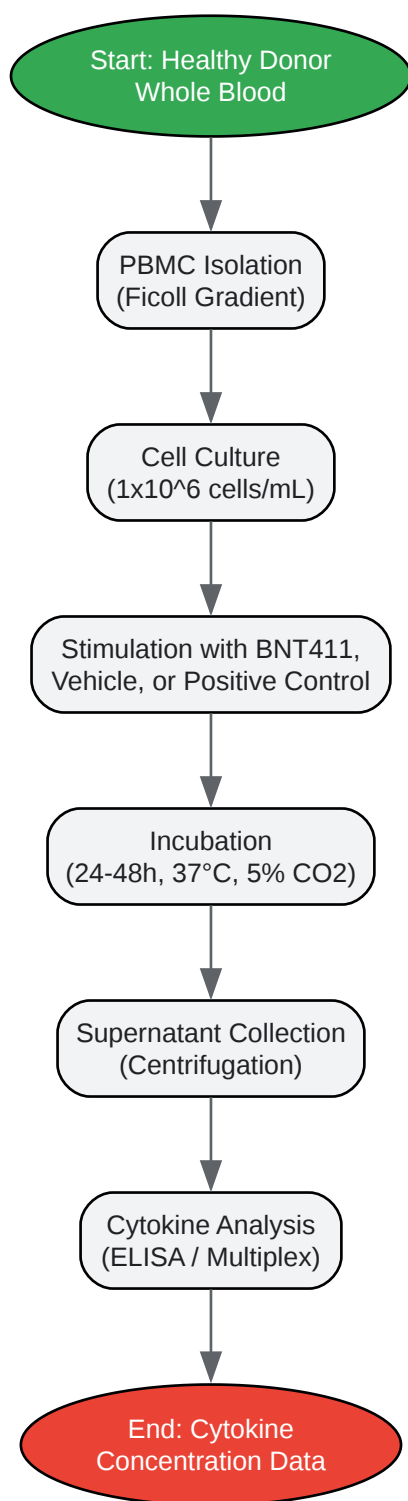 Start: Healthy Donor
Whole Blood
PBMC Isolation
(Ficoll Gradient)
Cell Culture
(1x10^6 cells/mL)
Stimulation with BNT411,
Vehicle, or Positive Control
Incubation
(24-48h, 37°C, 5% CO2)
Supernatant Collection
(Centrifugation)
Cytokine Analysis
(ELISA / Multiplex)
End: Cytokine
Concentration Data